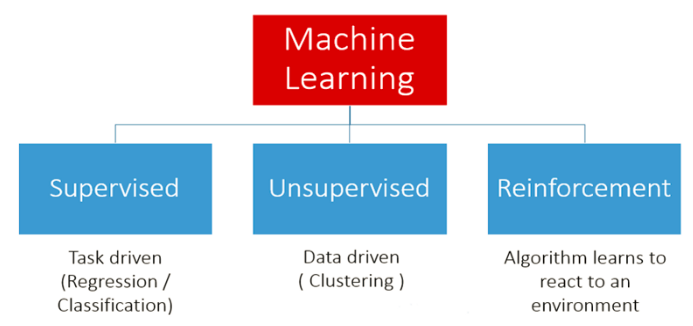 Machine
Learning
Supervised
Unsupervised
Reinforcement
Task driven
(Regression /
Classification)
Data driven
( Clustering )
Algorithm learns to
react to an
environment